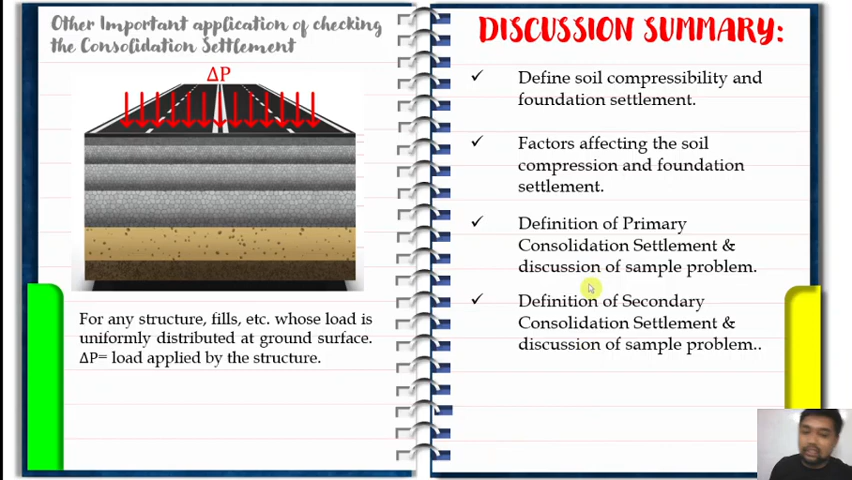 Other Important application of checking
the Consolidation Settlement
ΔP
For any structure, fills, etc. whose load is
uniformly distributed at ground surface.
ΔP= load applied by the structure.
DISCUSSION SUMMARY:
✓ Define soil compressibility and
foundation settlement.
✓ Factors affecting the soil
compression and foundation
settlement.
✓ Definition of Primary
Consolidation Settlement &
discussion of sample problem.
✓ Definition of Secondary
Consolidation Settlement &
discussion of sample problem..